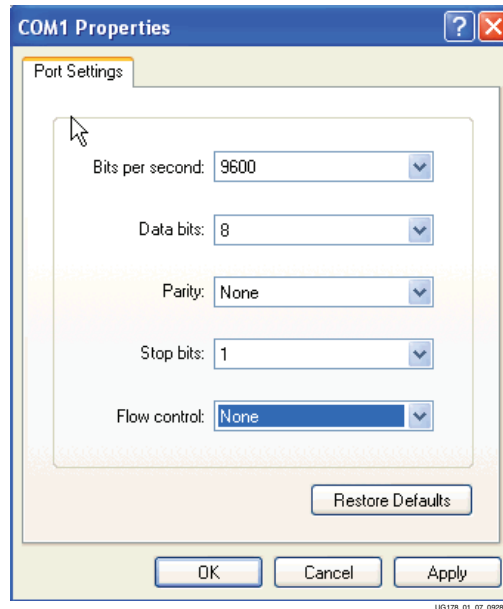 COM1 Properties
Port Settings
Bits per second: 9600
Data bits: 8
Parity: None
Stop bits: 1
Flow control: None
Restore Defaults
OK Cancel Apply